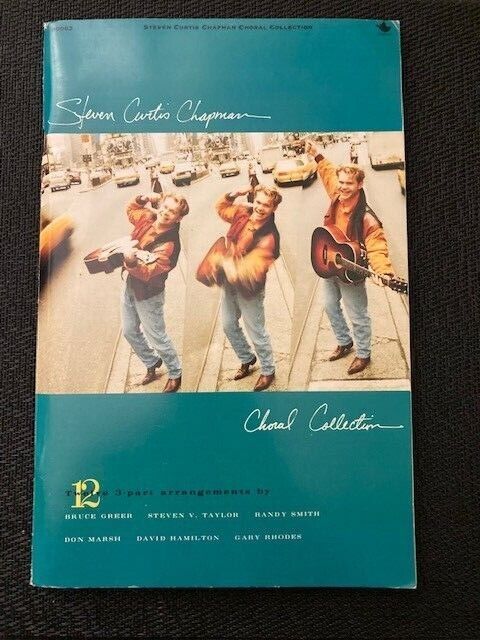 STEVEN CURTIS CHAPMAN CHORAL COLLECTION
Steven Curtis Chapman
Choral Collection
12
Twelve 3-part arrangements by
BRUCE GREER STEVEN V. TAYLOR RANDY SMITH
DON MARSH DAVID HAMILTON GARY RHODES